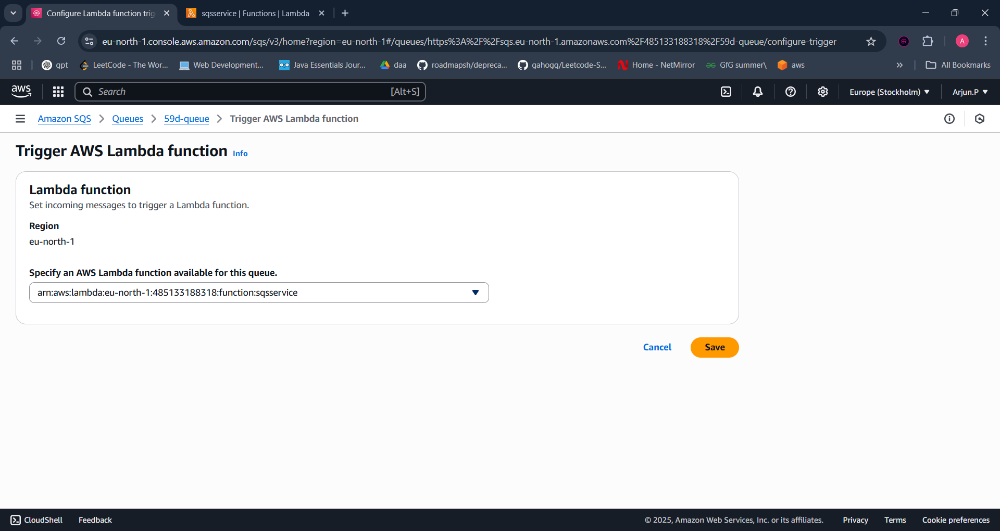 Configure Lambda function trig
sqsservice | Functions | Lambda
eu-north-1.console.aws.amazon.com/sqs/v3/home?region=eu-north-1#/queues/https%3A%2F%2Fsqs.eu-north-1.amazonaws.com%2F485133188318%2F59d-queue/configure-trigger
A
gpt
LeetCode - The Wor...
Web Development...
Java Essentials Jour...
daa
roadmapsh/depreca...
gahogg/Leetcode-S...
Home - NetMirror
GfG summer\
aws
All Bookmarks
aws
Search
[Alt+S]
Europe (Stockholm)
Arjun.P
Amazon SQS
Queues
59d-queue
Trigger AWS Lambda function
Trigger AWS Lambda function Info
Lambda function
Set incoming messages to trigger a Lambda function.
Region
eu-north-1
Specify an AWS Lambda function available for this queue.
arn:aws:lambda:eu-north-1:485133188318:function:sqsservice
Cancel
Save
CloudShell
Feedback
© 2025, Amazon Web Services, Inc. or its affiliates.
Privacy
Terms
Cookie preferences